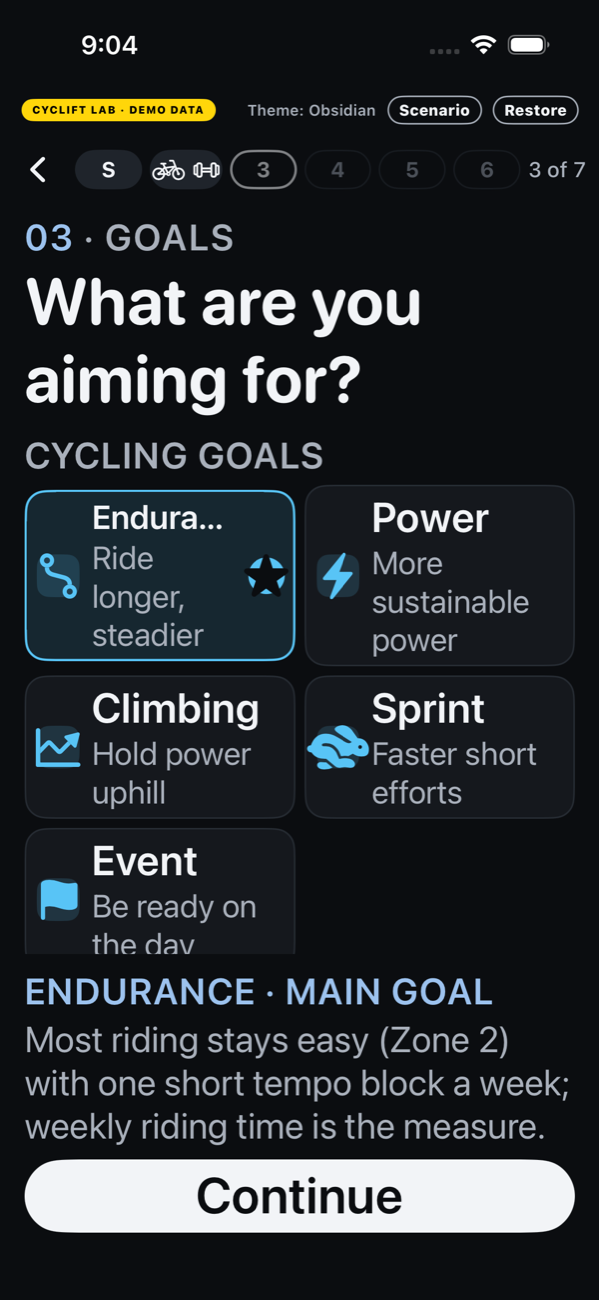 9:04
CYCLIFT LAB · DEMO DATA
Theme: Obsidian
Scenario
Restore
S
3
4
5
6
3 of 7
03 · GOALS
What are you
aiming for?
CYCLING GOALS
Endura...
Ride
longer,
steadier
Power
More
sustainable
power
Climbing
Hold power
uphill
Sprint
Faster short
efforts
Event
Be ready on
the day
ENDURANCE · MAIN GOAL
Most riding stays easy (Zone 2)
with one short tempo block a week;
weekly riding time is the measure.
Continue